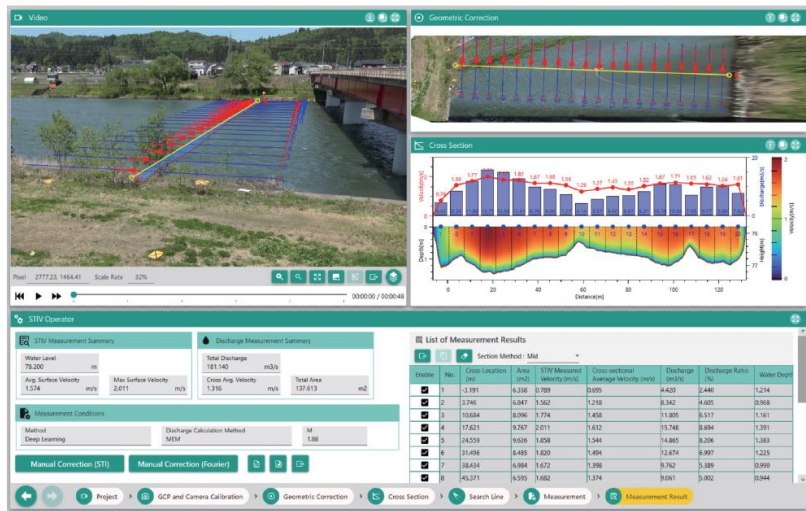 Video
Geometric Correction
Cross Section
Velocity(m/s)
Discharge(m3/s)
Velocity(m/s)
Depth(m)
Height(m)
0 20 40 60 80 100 120
Distance(m)
Pixel 2777.23, 1464.41 Scale Rate 32%
00:00:00 / 00:00:48
STIV Operator
STIV Measurement Summary
Water Level
78.200 m
Avg. Surface Velocity
1.574 m/s
Max Surface Velocity
2.011 m/s
Discharge Measurement Summary
Total Discharge
181.140 m3/s
Cross Avg. Velocity
1.316 m/s
Total Area
137.613 m2
Measurement Conditions
Method
Deep Learning
Discharge Calculation Method
MEM
M
1.88
Manual Correction (STI) Manual Correction (Fourier)
List of Measurement Results
Section Method : Mid
Enable No. Cross Location (m) Area (m2) STIV Measured Velocity (m/s) Cross-sectional Average Velocity (m/s) Discharge (m3/s) Discharge Ratio (%) Water Depth
1 -3.191 6.358 0.789 0.695 4.420 2.440 1.214
2 3.746 6.847 1.562 1.218 8.342 4.605 0.968
3 10.684 8.096 1.774 1.458 11.805 6.517 1.161
4 17.621 9.767 2.011 1.612 15.748 8.694 1.391
5 24.559 9.626 1.858 1.544 14.865 8.206 1.383
6 31.496 8.485 1.820 1.494 12.674 6.997 1.225
7 38.434 6.984 1.672 1.398 9.762 5.389 0.990
8 45.371 6.595 1.682 1.374 9.061 5.002 0.944
Project GCP and Camera Calibration Geometric Correction Cross Section Search Line Measurement Measurement Result